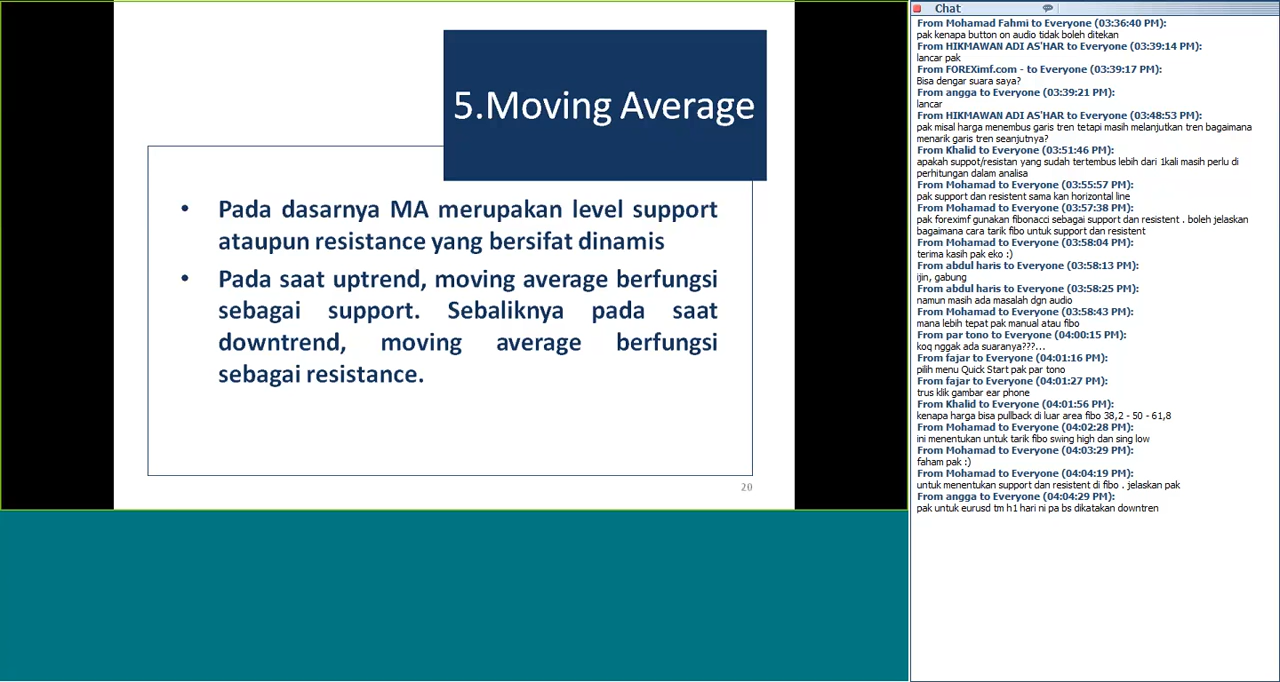 5.Moving Average
• Pada dasarnya MA merupakan level support
ataupun resistance yang bersifat dinamis
• Pada saat uptrend, moving average berfungsi
sebagai support. Sebaliknya pada saat
downtrend, moving average berfungsi
sebagai resistance.
20
Chat
From Mohamad Fahmi to Everyone (03:36:40 PM):
pak kenapa button on audio tidak boleh ditekan
From HIKMAWAN ADI AS'HAR to Everyone (03:39:14 PM):
lancar pak
From FOREXimf.com - to Everyone (03:39:17 PM):
Bisa dengar suara saya?
From angga to Everyone (03:39:21 PM):
lancar
From HIKMAWAN ADI AS'HAR to Everyone (03:48:53 PM):
pak misal harga menembus garis tren tetapi masih melanjutkan tren bagaimana
menarik garis tren seanjutnya?
From Khalid to Everyone (03:51:46 PM):
apakah suppot/resistan yang sudah tertembus lebih dari 1kali masih perlu di
perhitungan dalam analisa
From Mohamad to Everyone (03:55:57 PM):
pak support dan resistent sama kan horizontal line
From Mohamad to Everyone (03:57:38 PM):
pak foreximf gunakan fibonacci sebagai support dan resistent . boleh jelaskan
bagaimana cara tarik fibo untuk support dan resistent
From Mohamad to Everyone (03:58:04 PM):
terima kasih pak eko :)
From abdul haris to Everyone (03:58:13 PM):
ijin, gabung
From abdul haris to Everyone (03:58:25 PM):
namun masih ada masalah dgn audio
From Mohamad to Everyone (03:58:43 PM):
mana lebih tepat pak manual atau fibo
From par tono to Everyone (04:00:15 PM):
koq nggak ada suaranya???...
From fajar to Everyone (04:01:16 PM):
pilih menu Quick Start pak par tono
From fajar to Everyone (04:01:27 PM):
trus klik gambar ear phone
From Khalid to Everyone (04:01:56 PM):
kenapa harga bisa pullback di luar area fibo 38,2 - 50 - 61,8
From Mohamad to Everyone (04:02:28 PM):
ini menentukan untuk tarik fibo swing high dan sing low
From Mohamad to Everyone (04:03:29 PM):
faham pak :)
From Mohamad to Everyone (04:04:19 PM):
untuk menentukan support dan resistent di fibo . jelaskan pak
From angga to Everyone (04:04:29 PM):
pak untuk eurusd tm h1 hari ni pa bs dikatakan downtren